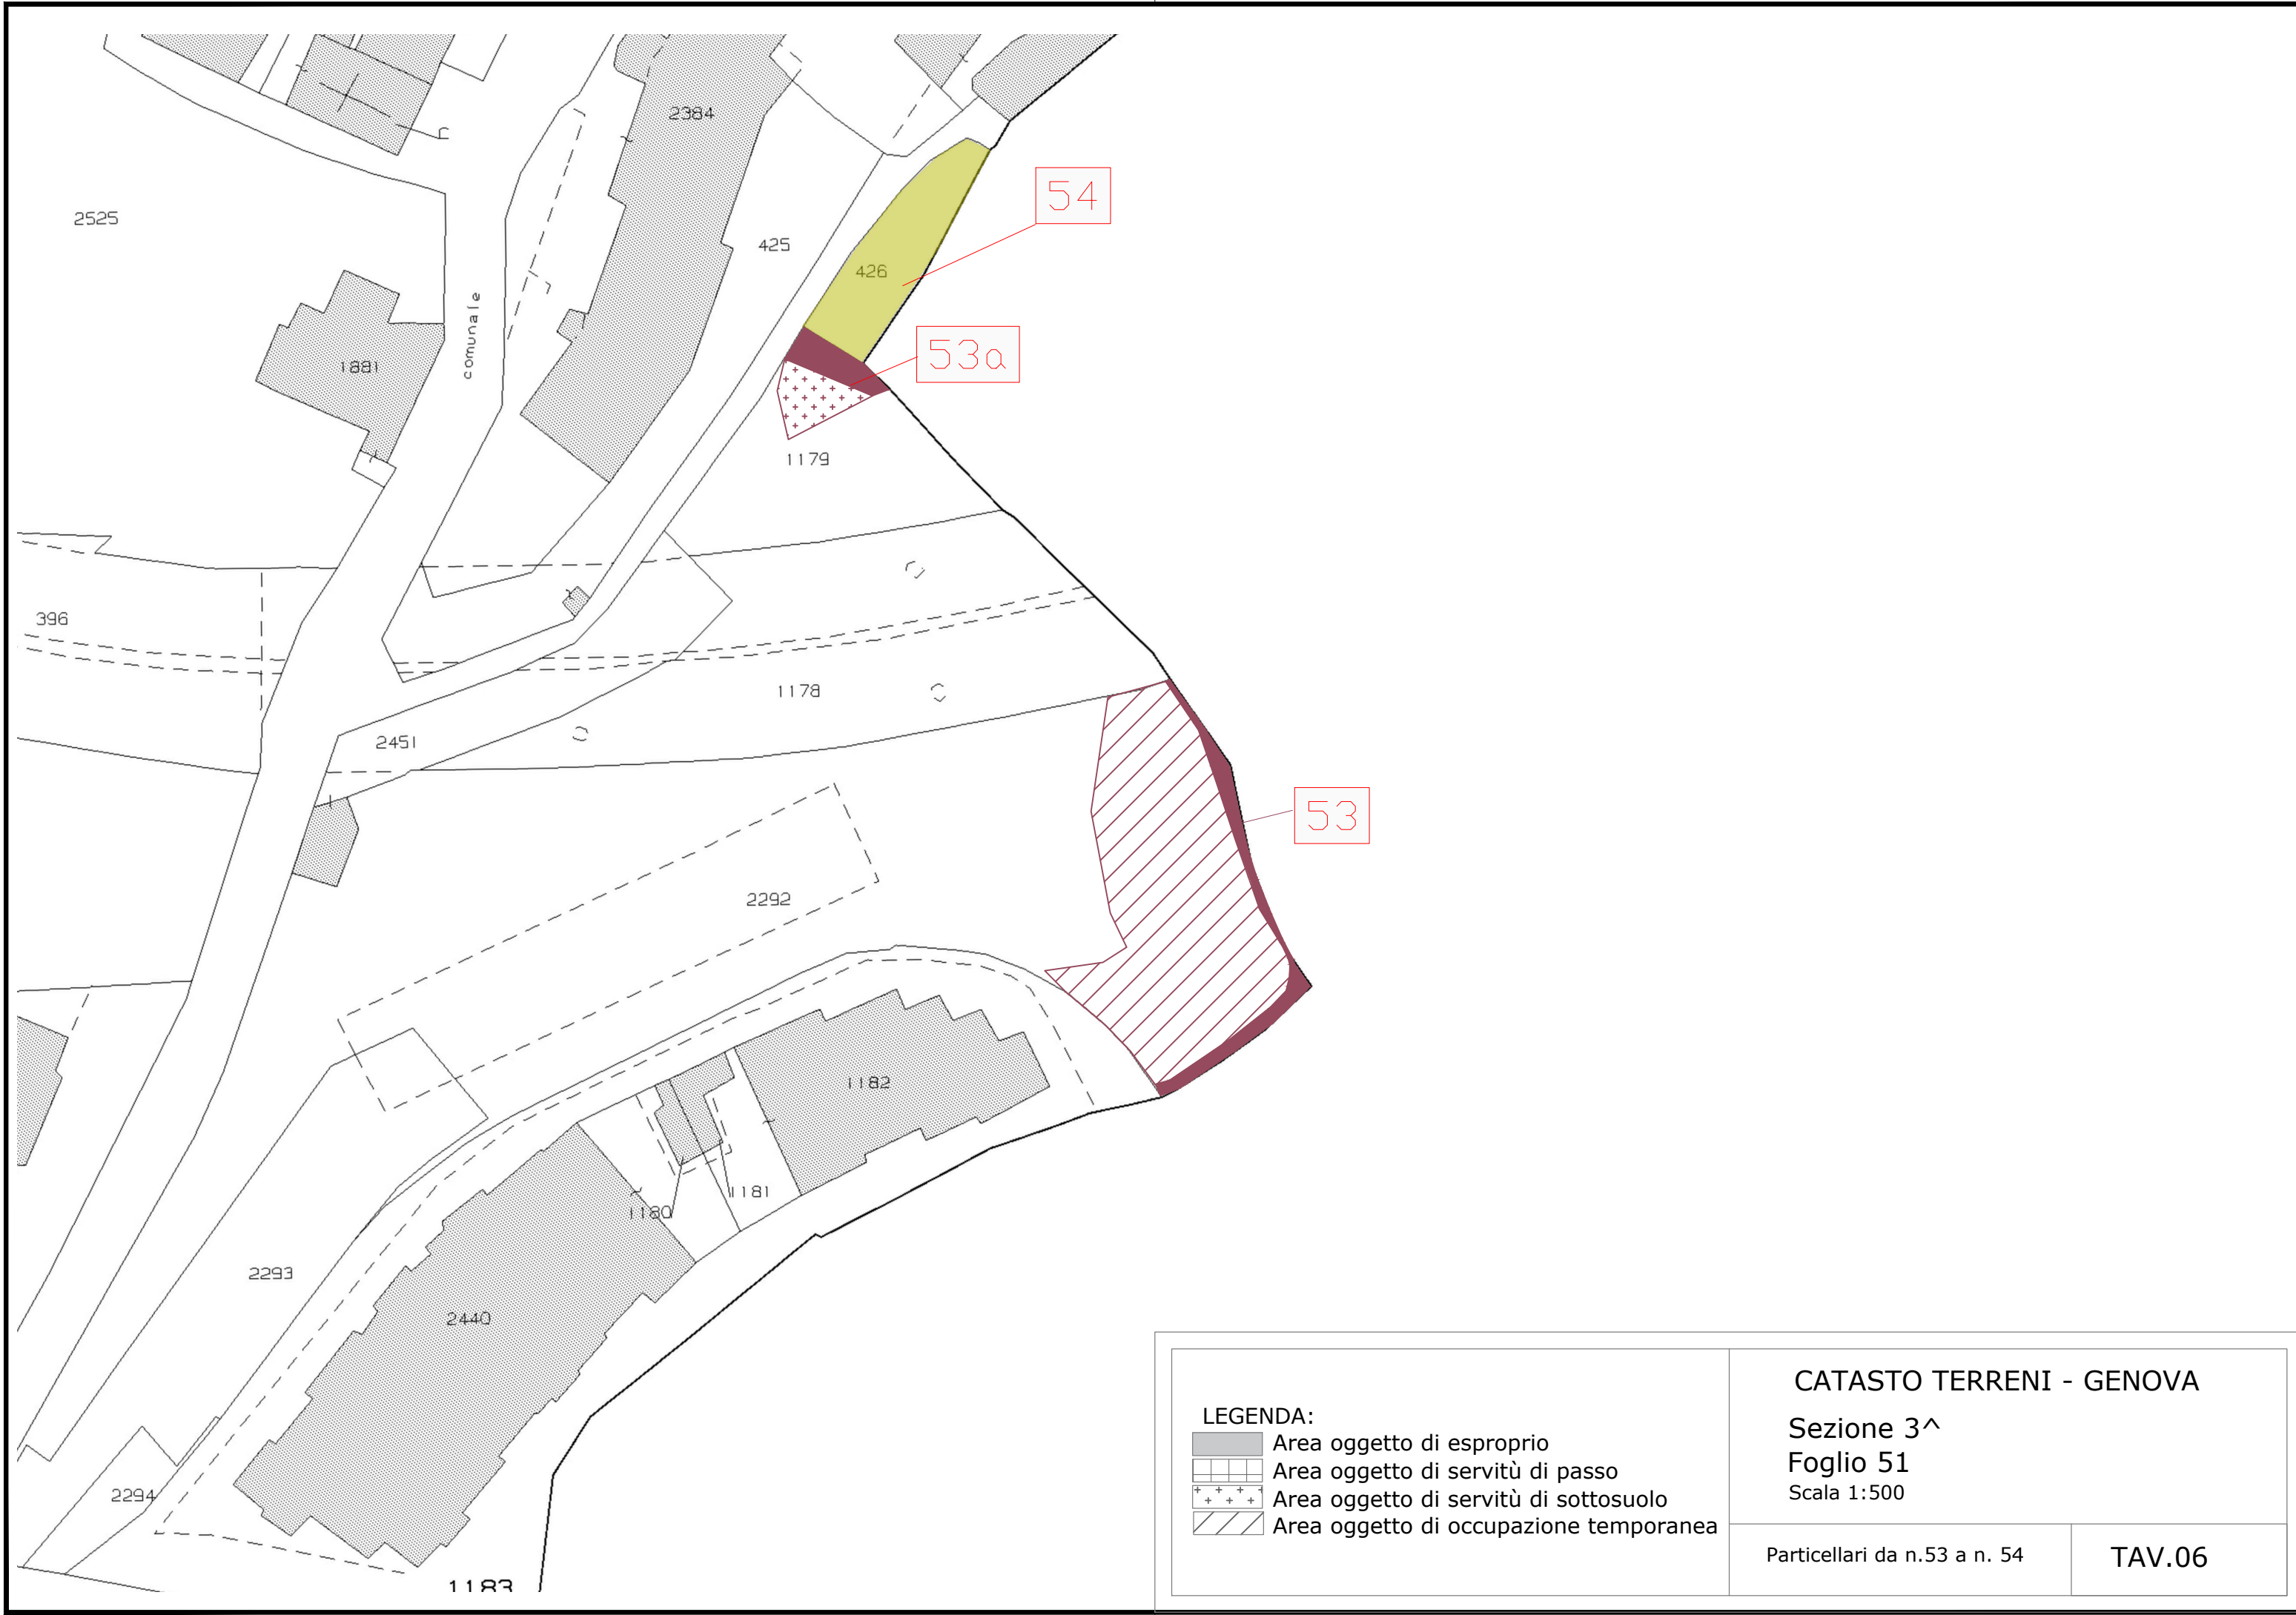 2384
2525
54
425
426
comunale
53a
1881
1179
396
1178
2451
53
2292
1182
1181
1180
2293
2440
2294
1183
LEGENDA:
Area oggetto di esproprio
Area oggetto di servitù di passo
Area oggetto di servitù di sottosuolo
Area oggetto di occupazione temporanea
CATASTO TERRENI - GENOVA
Sezione 3^
Foglio 51
Scala 1:500
Particellari da n.53 a n. 54
TAV.06